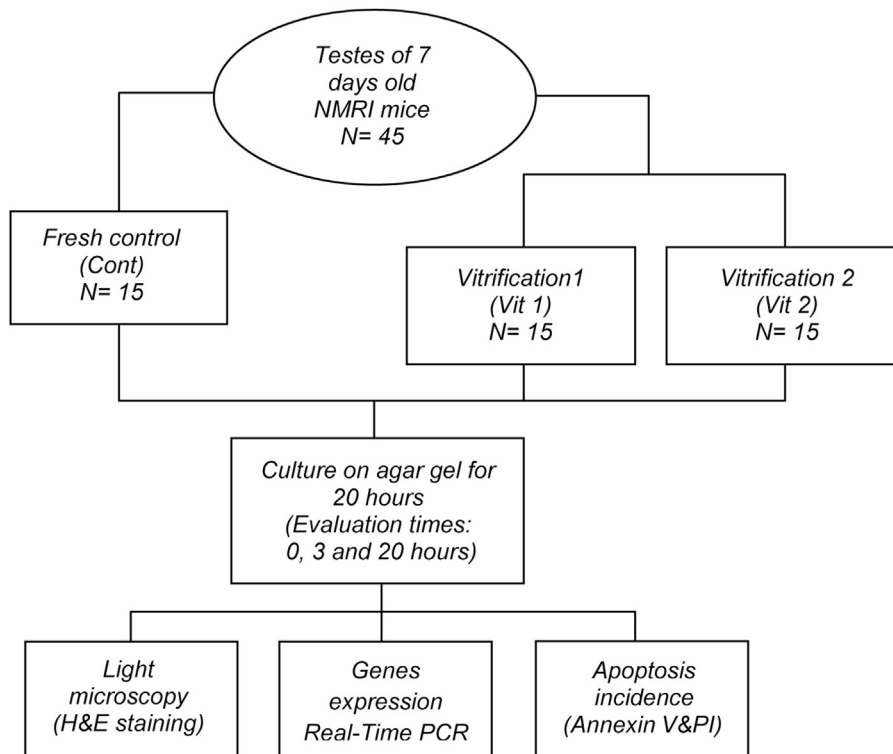 Testes of 7
days old
NMRI mice
N= 45
Fresh control
(Cont)
N= 15
Vitrification1
(Vit 1)
N= 15
Vitrification 2
(Vit 2)
N= 15
Culture on agar gel for
20 hours
(Evaluation times:
0, 3 and 20 hours)
Light
microscopy
(H&E staining)
Genes
expression
Real-Time PCR
Apoptosis
incidence
(Annexin V&PI)